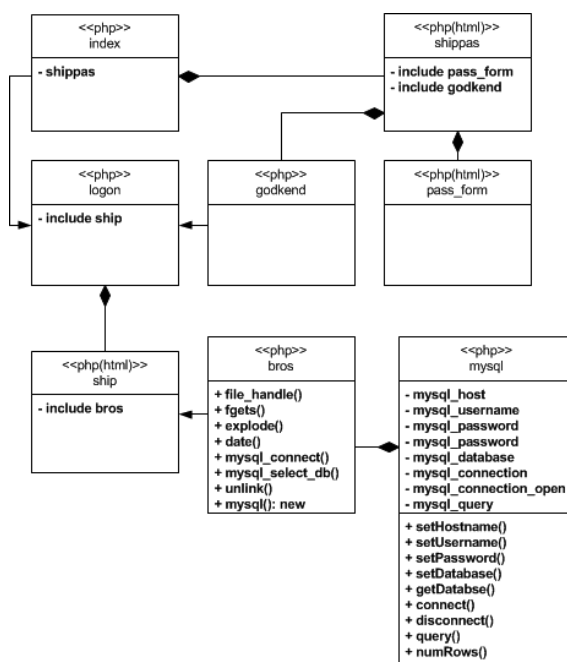 <<php>>
index
- shippas
<<php(html)>>
shippas
- include pass_form
- include godkend
<<php>>
logon
- include ship
<<php>>
godkend
<<php(html)>>
pass_form
<<php(html)>>
ship
- include bros
<<php>>
bros
+ file_handle()
+ fgets()
+ explode()
+ date()
+ mysql_connect()
+ mysql_select_db()
+ unlink()
+ mysql(): new
<<php>>
mysql
- mysql_host
- mysql_username
- mysql_password
- mysql_password
- mysql_database
- mysql_connection
- mysql_connection_open
- mysql_query
+ setHostname()
+ setUsername()
+ setPassword()
+ setDatabase()
+ getDatabse()
+ connect()
+ disconnect()
+ query()
+ numRows()